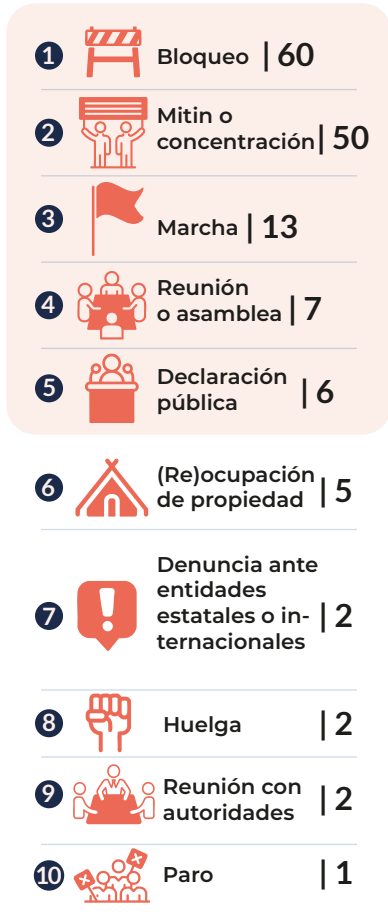 1 Bloqueo | 60
2 Mitin o
concentración | 50
3 Marcha | 13
4 Reunión
o asamblea | 7
5 Declaración
pública | 6
6 (Re)ocupación
de propiedad | 5
Denuncia ante
entidades
7 estatales o in- | 2
ternacionales
8 Huelga | 2
9 Reunión con
autoridades | 2
10 Paro | 1